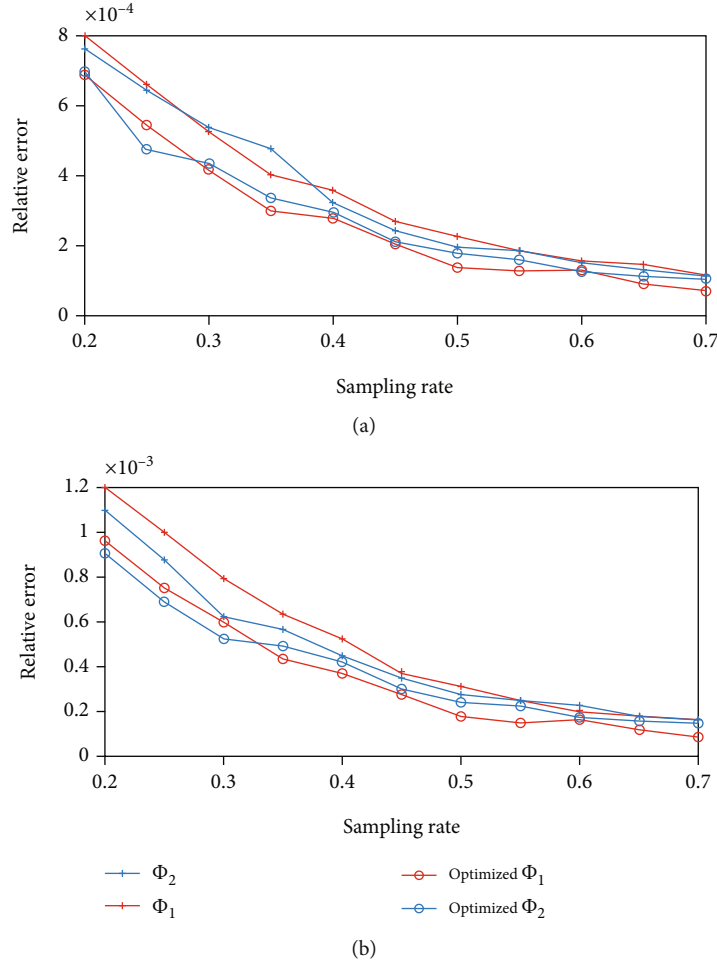 ×10⁻⁴
8
6
4
2
0
Relative error
0.2 0.3 0.4 0.5 0.6 0.7
Sampling rate
(a)
×10⁻³
1.2
1
0.8
0.6
0.4
0.2
0
Relative error
0.2 0.3 0.4 0.5 0.6 0.7
Sampling rate
Φ₂ Optimized Φ₁
Φ₁ Optimized Φ₂
(b)